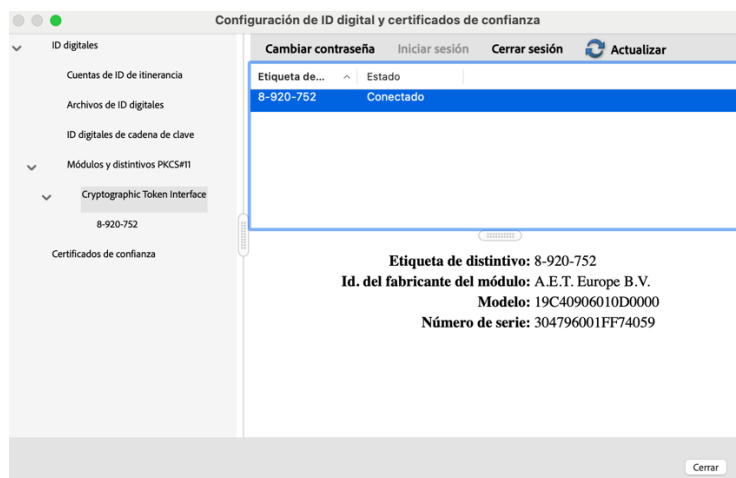 Configuración de ID digital y certificados de confianza
ID digitales
Cuentas de ID de itinerancia
Archivos de ID digitales
ID digitales de cadena de clave
Módulos y distintivos PKCS#11
Cryptographic Token Interface
8-920-752
Certificados de confianza
Cambiar contraseña Iniciar sesión Cerrar sesión Actualizar
Etiqueta de... Estado
8-920-752 Conectado
Etiqueta de distintivo: 8-920-752
Id. del fabricante del módulo: A.E.T. Europe B.V.
Modelo: 19C40906010D0000
Número de serie: 304796001FF74059
Cerrar